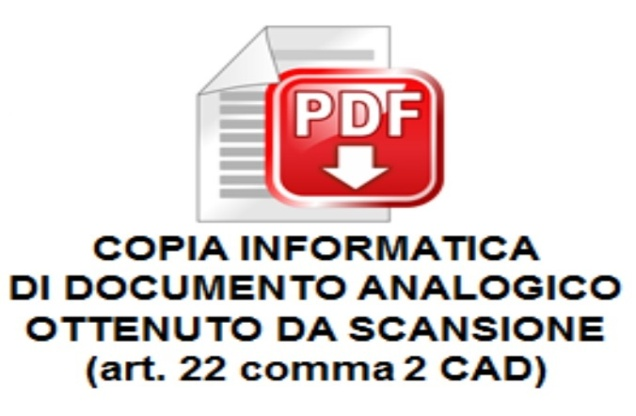 PDF
COPIA INFORMATICA
DI DOCUMENTO ANALOGICO
OTTENUTO DA SCANSIONE
(art. 22 comma 2 CAD)